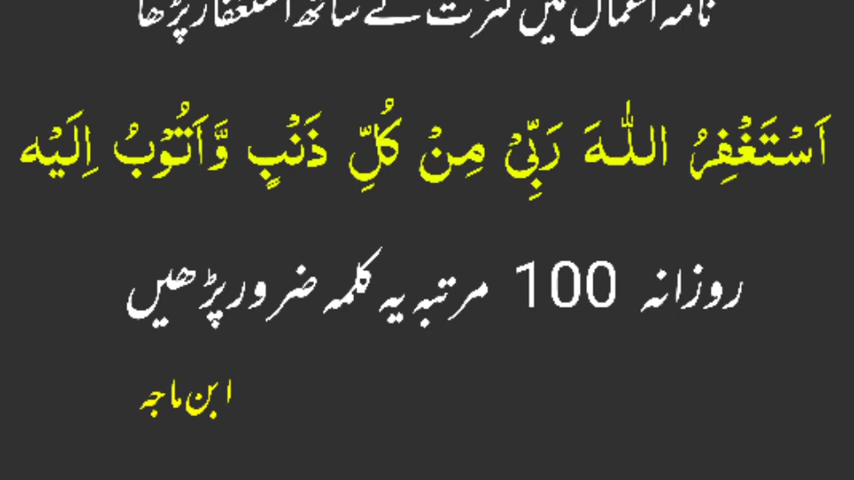 نامہ اعمال میں کثرت کے ساتھ استغفار پڑھا
اَسْتَغْفِرُ اللّٰهَ رَبِّىْ مِنْ كُلِّ ذَنْۢبٍ وَّاَتُوْبُ اِلَيْه
روزانہ 100 مرتبہ یہ کلمہ ضرور پڑھیں
ابن ماجہ